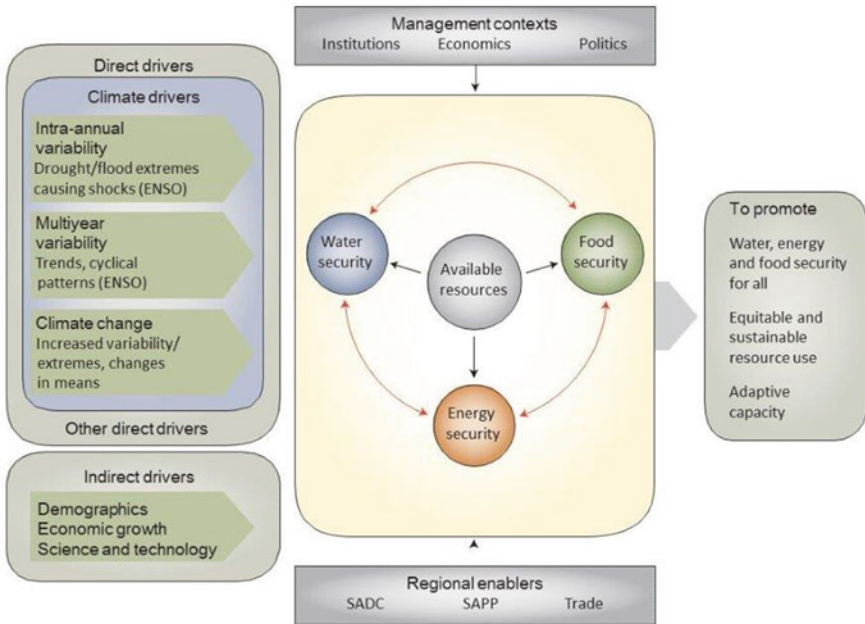 Management contexts
Institutions Economics Politics
Direct drivers
Climate drivers
Intra-annual
variability
Drought/flood extremes
causing shocks (ENSO)
Multiyear
variability
Trends, cyclical
patterns (ENSO)
Climate change
Increased variability/
extremes, changes
in means
Other direct drivers
Indirect drivers
Demographics
Economic growth
Science and technology
Water
security
Available
resources
Food
security
Energy
security
To promote
Water, energy
and food security
for all
Equitable and
sustainable
resource use
Adaptive
capacity
Regional enablers
SADC SAPP Trade